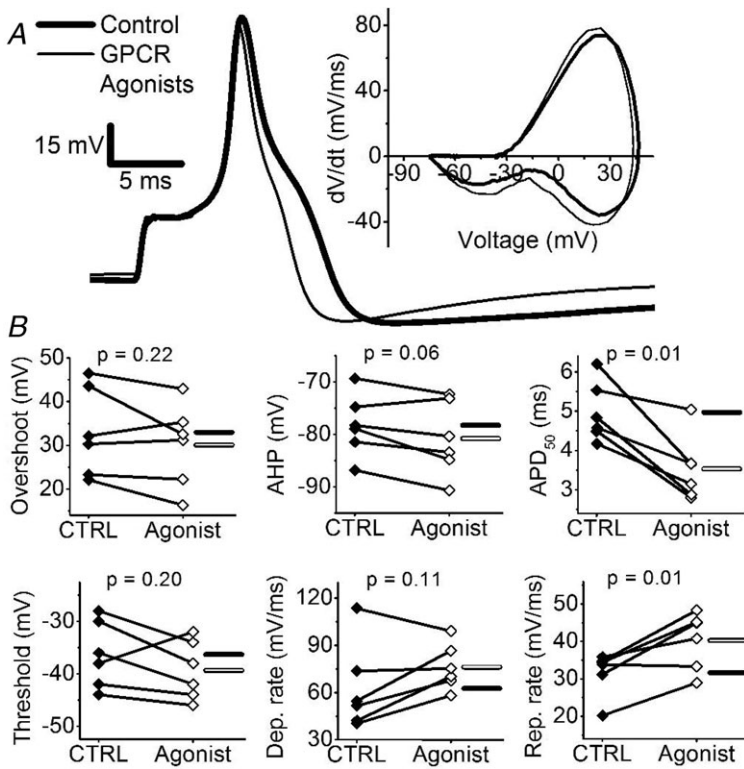 A
Control
GPCR
Agonists
15 mV
5 ms
dV/dt (mV/ms)
80
40
0
-40
-90 -60 -30 0 30
Voltage (mV)
B
p = 0.22
Overshoot (mV)
50
40
30
20
CTRL Agonist
p = 0.06
AHP (mV)
-70
-80
-90
CTRL Agonist
p = 0.01
APD50 (ms)
6
5
4
3
CTRL Agonist
p = 0.20
Threshold (mV)
-30
-40
-50
CTRL Agonist
p = 0.11
Dep. rate (mV/ms)
120
90
60
30
CTRL Agonist
p = 0.01
Rep. rate (mV/ms)
50
40
30
20
CTRL Agonist